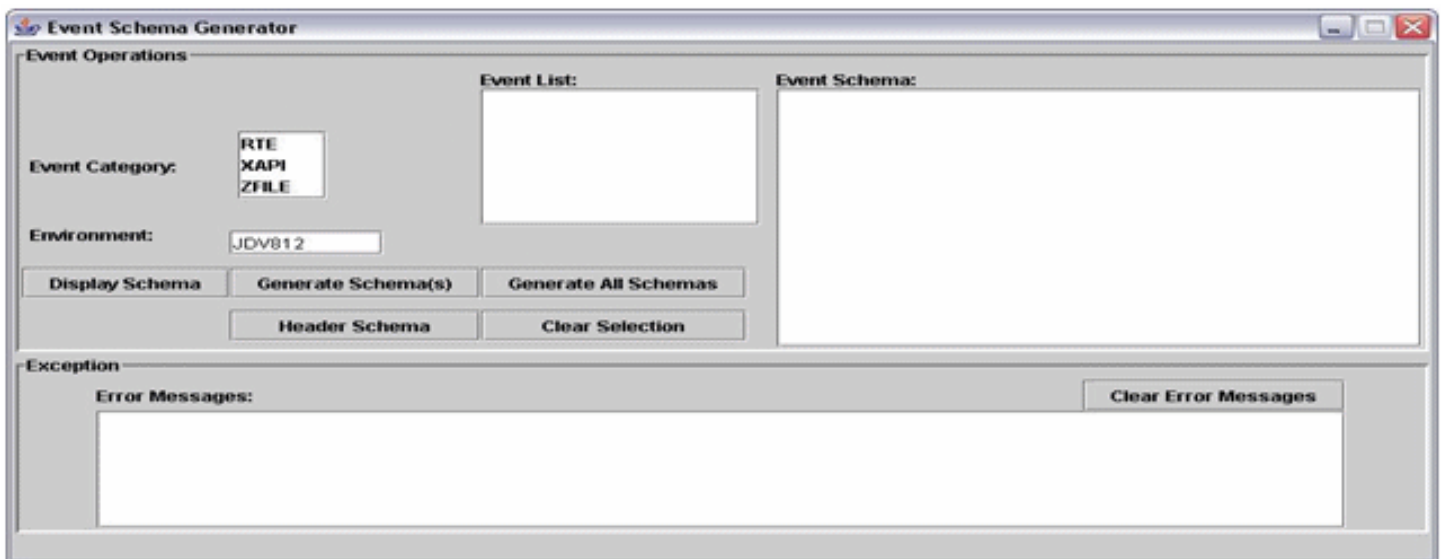 Event Schema Generator
Event Operations
Event List:
Event Schema:
Event Category:
RTE
XAPI
ZFILE
Environment:
JDV812
Display Schema
Generate Schema(s)
Generate All Schemas
Header Schema
Clear Selection
Exception
Error Messages:
Clear Error Messages